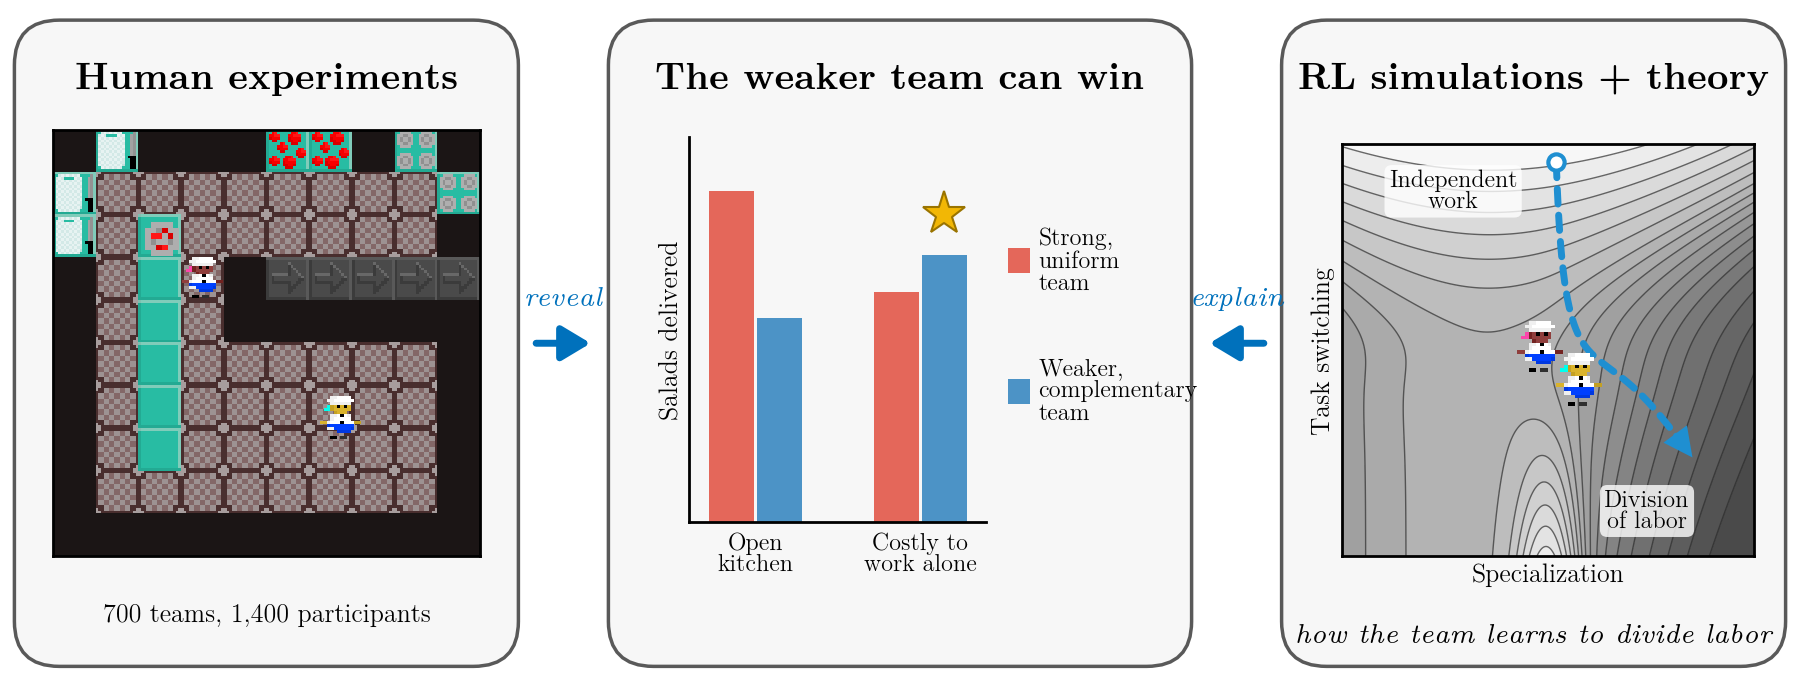 Human experiments
700 teams, 1,400 participants
reveal
The weaker team can win
Salads delivered
Open
kitchen
Costly to
work alone
Strong,
uniform
team
Weaker,
complementary
team
explain
RL simulations + theory
Task switching
Independent
work
Division
of labor
Specialization
how the team learns to divide labor